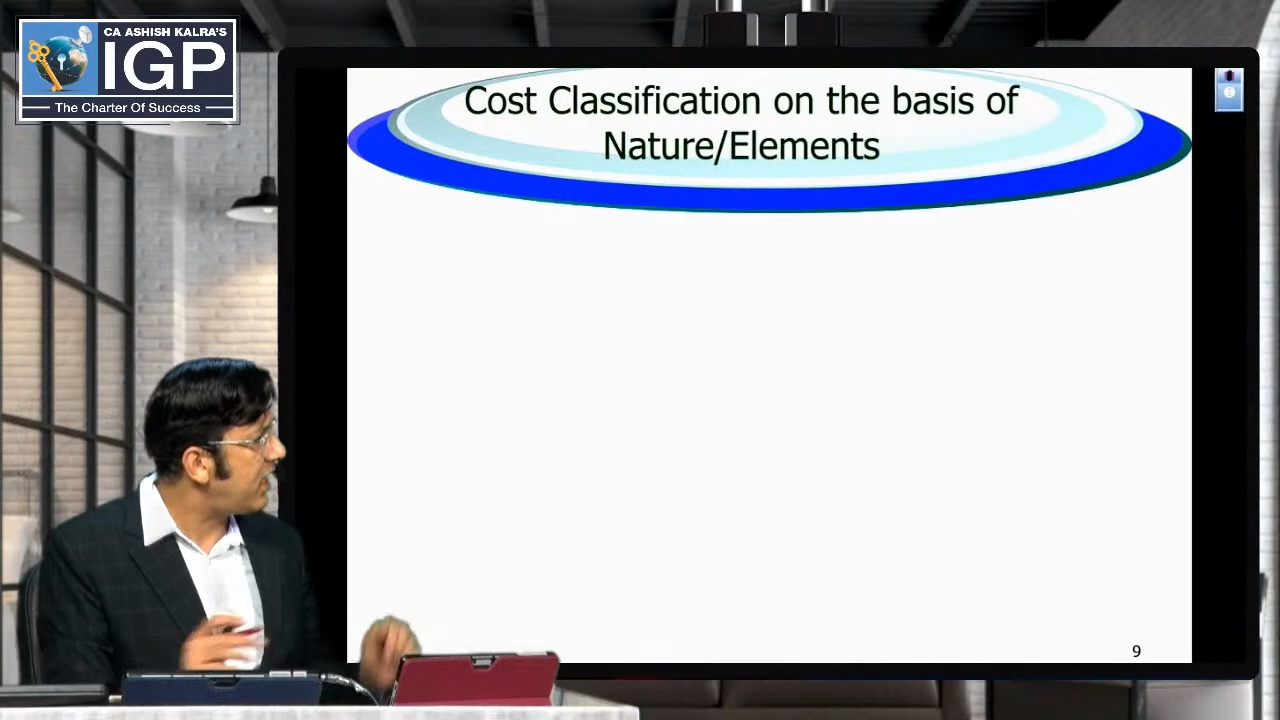 CA ASHISH KALRA'S
IGP
The Charter Of Success
Cost Classification on the basis of
Nature/Elements
9